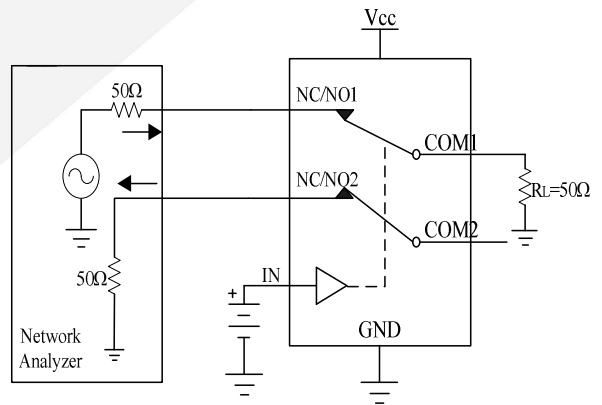 Vcc
50Ω
NC/NO1
COM1
NC/NO2
RL=50Ω
COM2
50Ω
IN
+
Network
Analyzer
GND